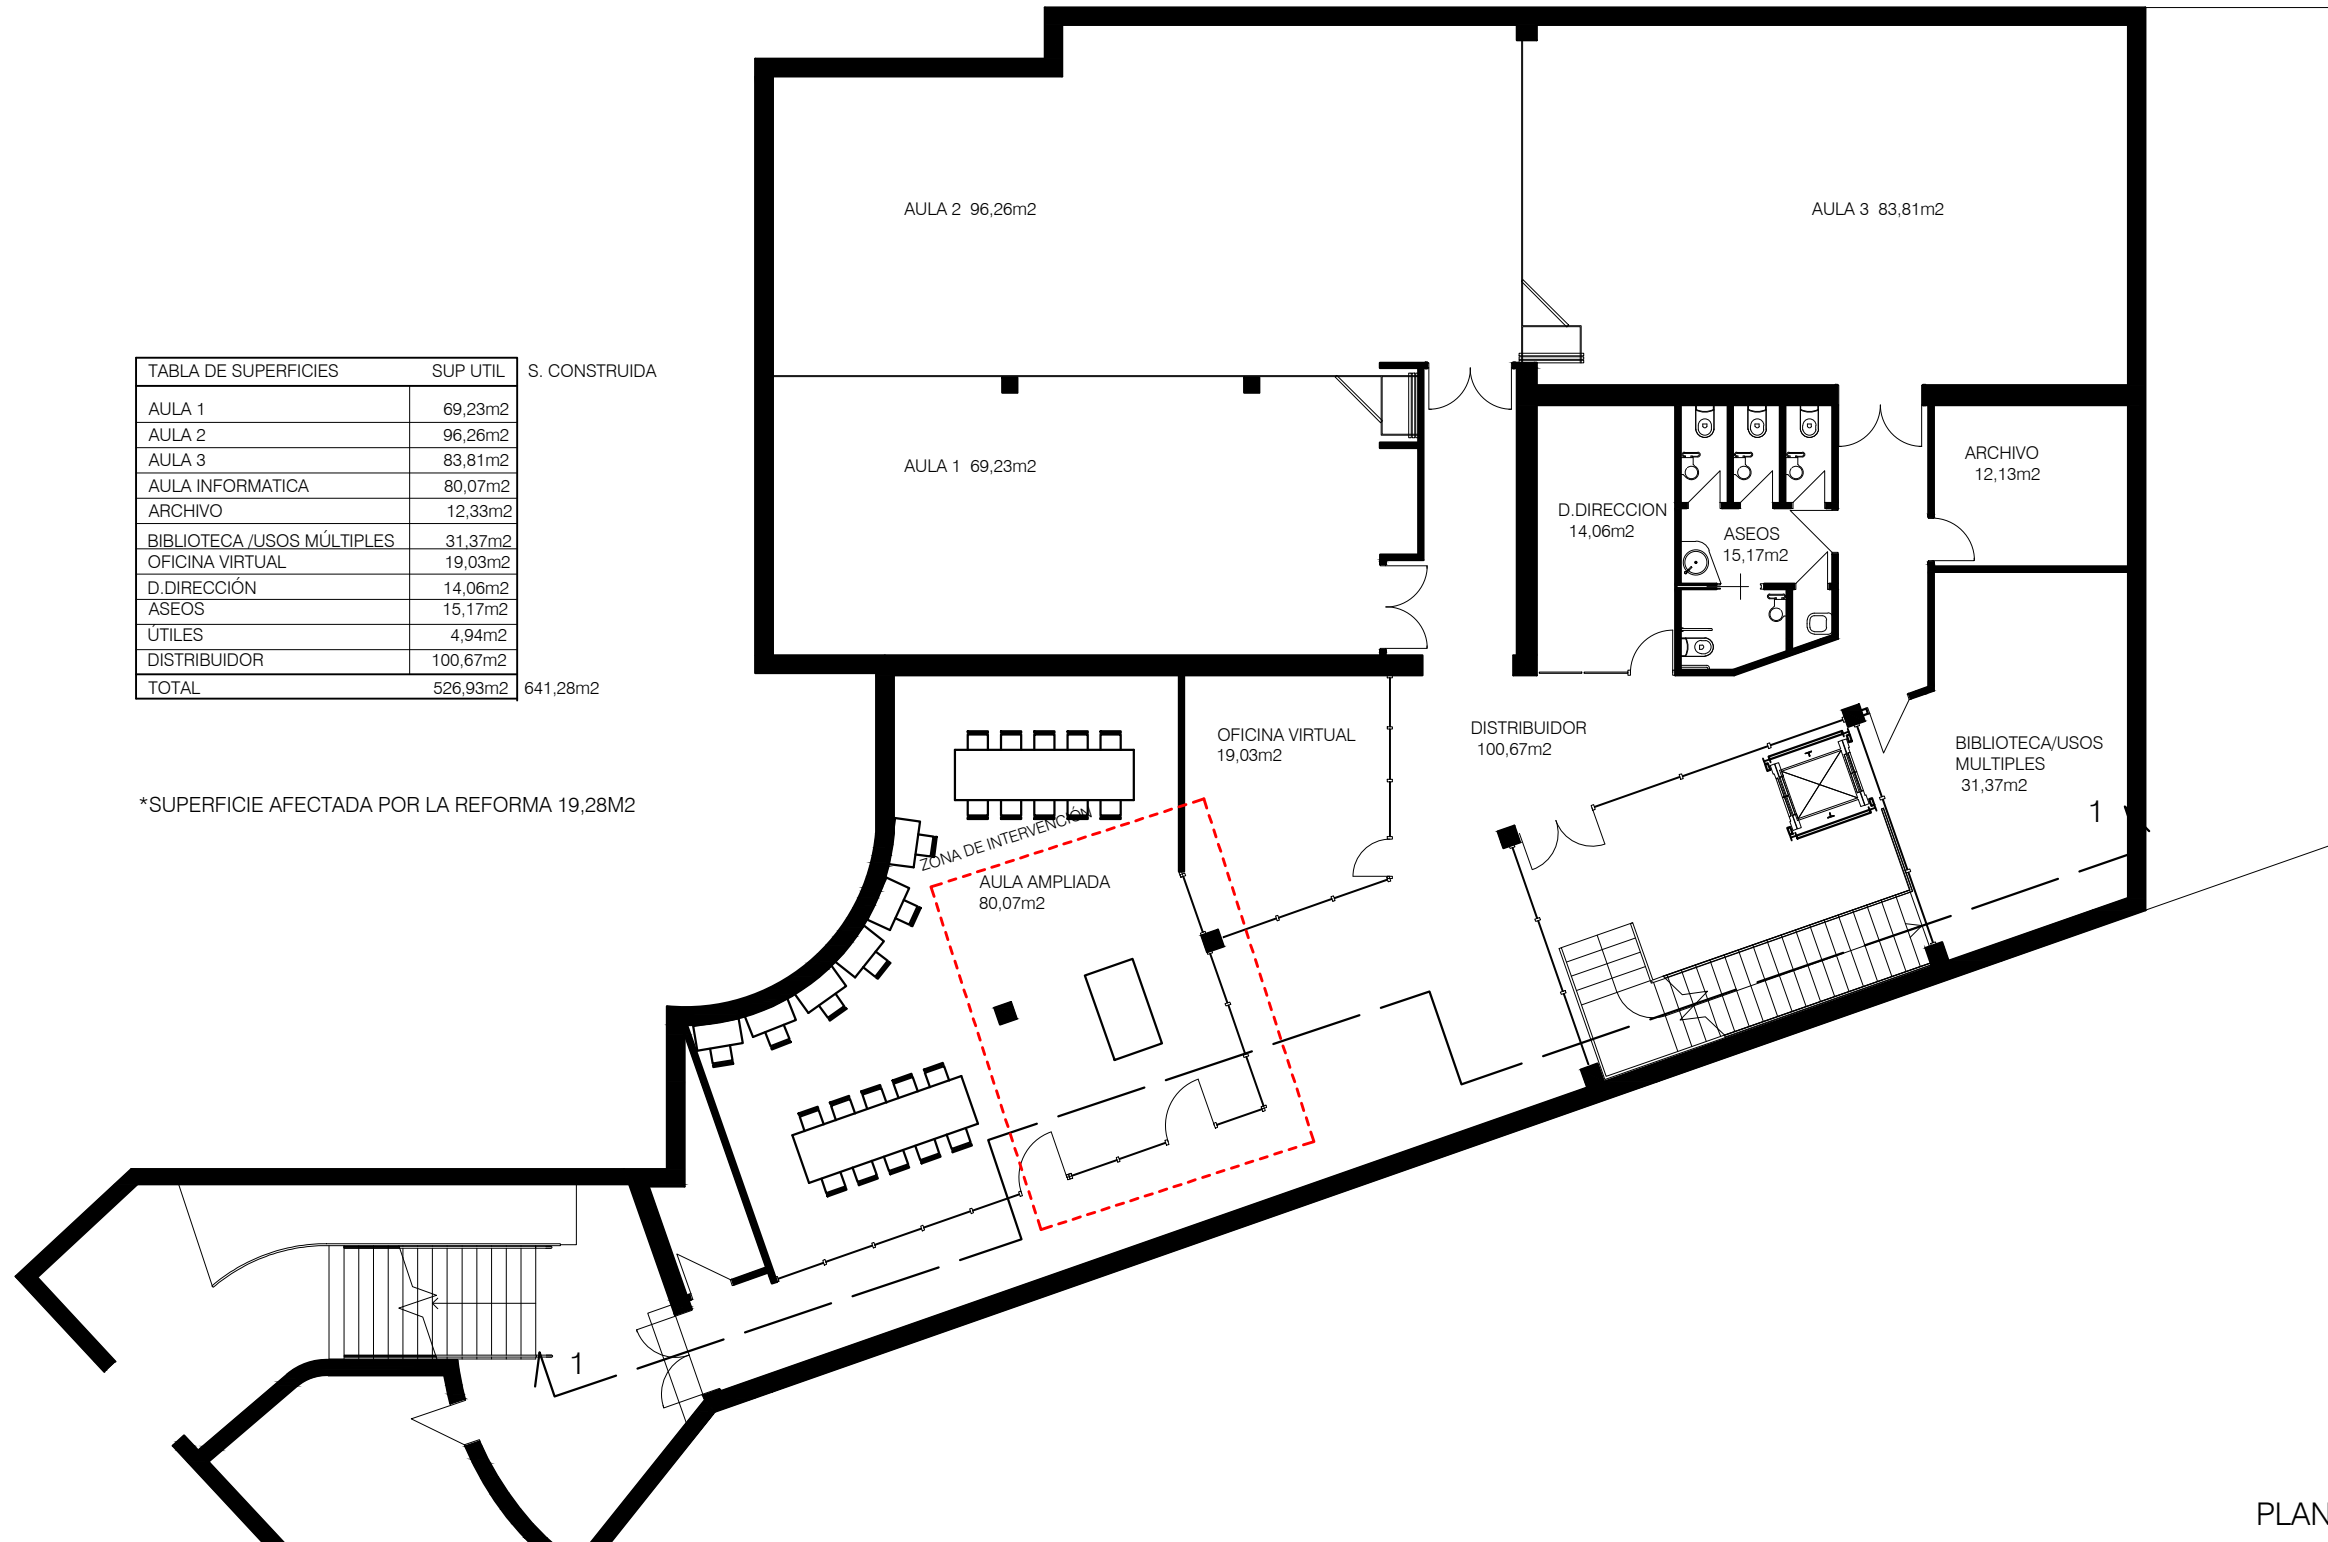 AULA 2  96,26m2
AULA 3  83,81m2
TABLA DE SUPERFICIES SUP UTIL S. CONSTRUIDA
AULA 1 69,23m2
AULA 2 96,26m2
AULA 3 83,81m2
AULA INFORMATICA 80,07m2
ARCHIVO 12,33m2
BIBLIOTECA /USOS MÚLTIPLES 31,37m2
OFICINA VIRTUAL 19,03m2
D.DIRECCIÓN 14,06m2
ASEOS 15,17m2
ÚTILES 4,94m2
DISTRIBUIDOR 100,67m2
TOTAL 526,93m2 641,28m2
*SUPERFICIE AFECTADA POR LA REFORMA 19,28M2
AULA 1  69,23m2
D.DIRECCION
14,06m2
ASEOS
15,17m2
ARCHIVO
12,13m2
OFICINA VIRTUAL
19,03m2
DISTRIBUIDOR
100,67m2
BIBLIOTECA/USOS
MULTIPLES
31,37m2
1
ZONA DE INTERVENCIÓN
AULA AMPLIADA
80,07m2
1
PLAN